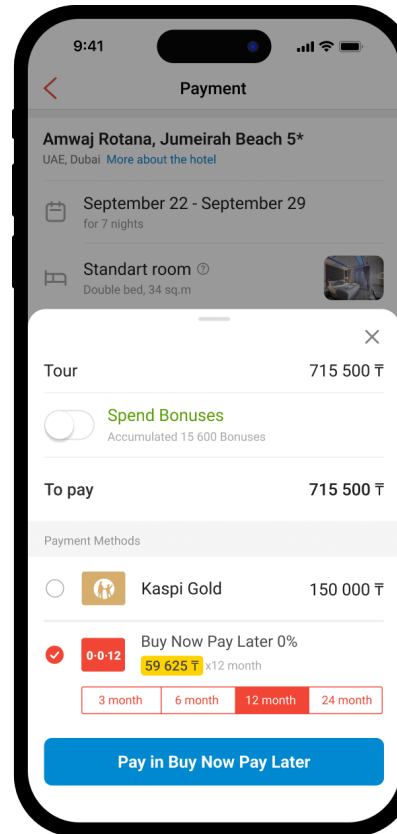 9:41
Payment
Amwaj Rotana, Jumeirah Beach 5*
UAE, Dubai More about the hotel
September 22 - September 29
for 7 nights
Standart room ?
Double bed, 34 sq.m
Tour 715 500 ₸
Spend Bonuses
Accumulated 15 600 Bonuses
To pay 715 500 ₸
Payment Methods
Kaspi Gold 150 000 ₸
Buy Now Pay Later 0%
0·0·12
59 625 ₸ x12 month
3 month 6 month 12 month 24 month
Pay in Buy Now Pay Later